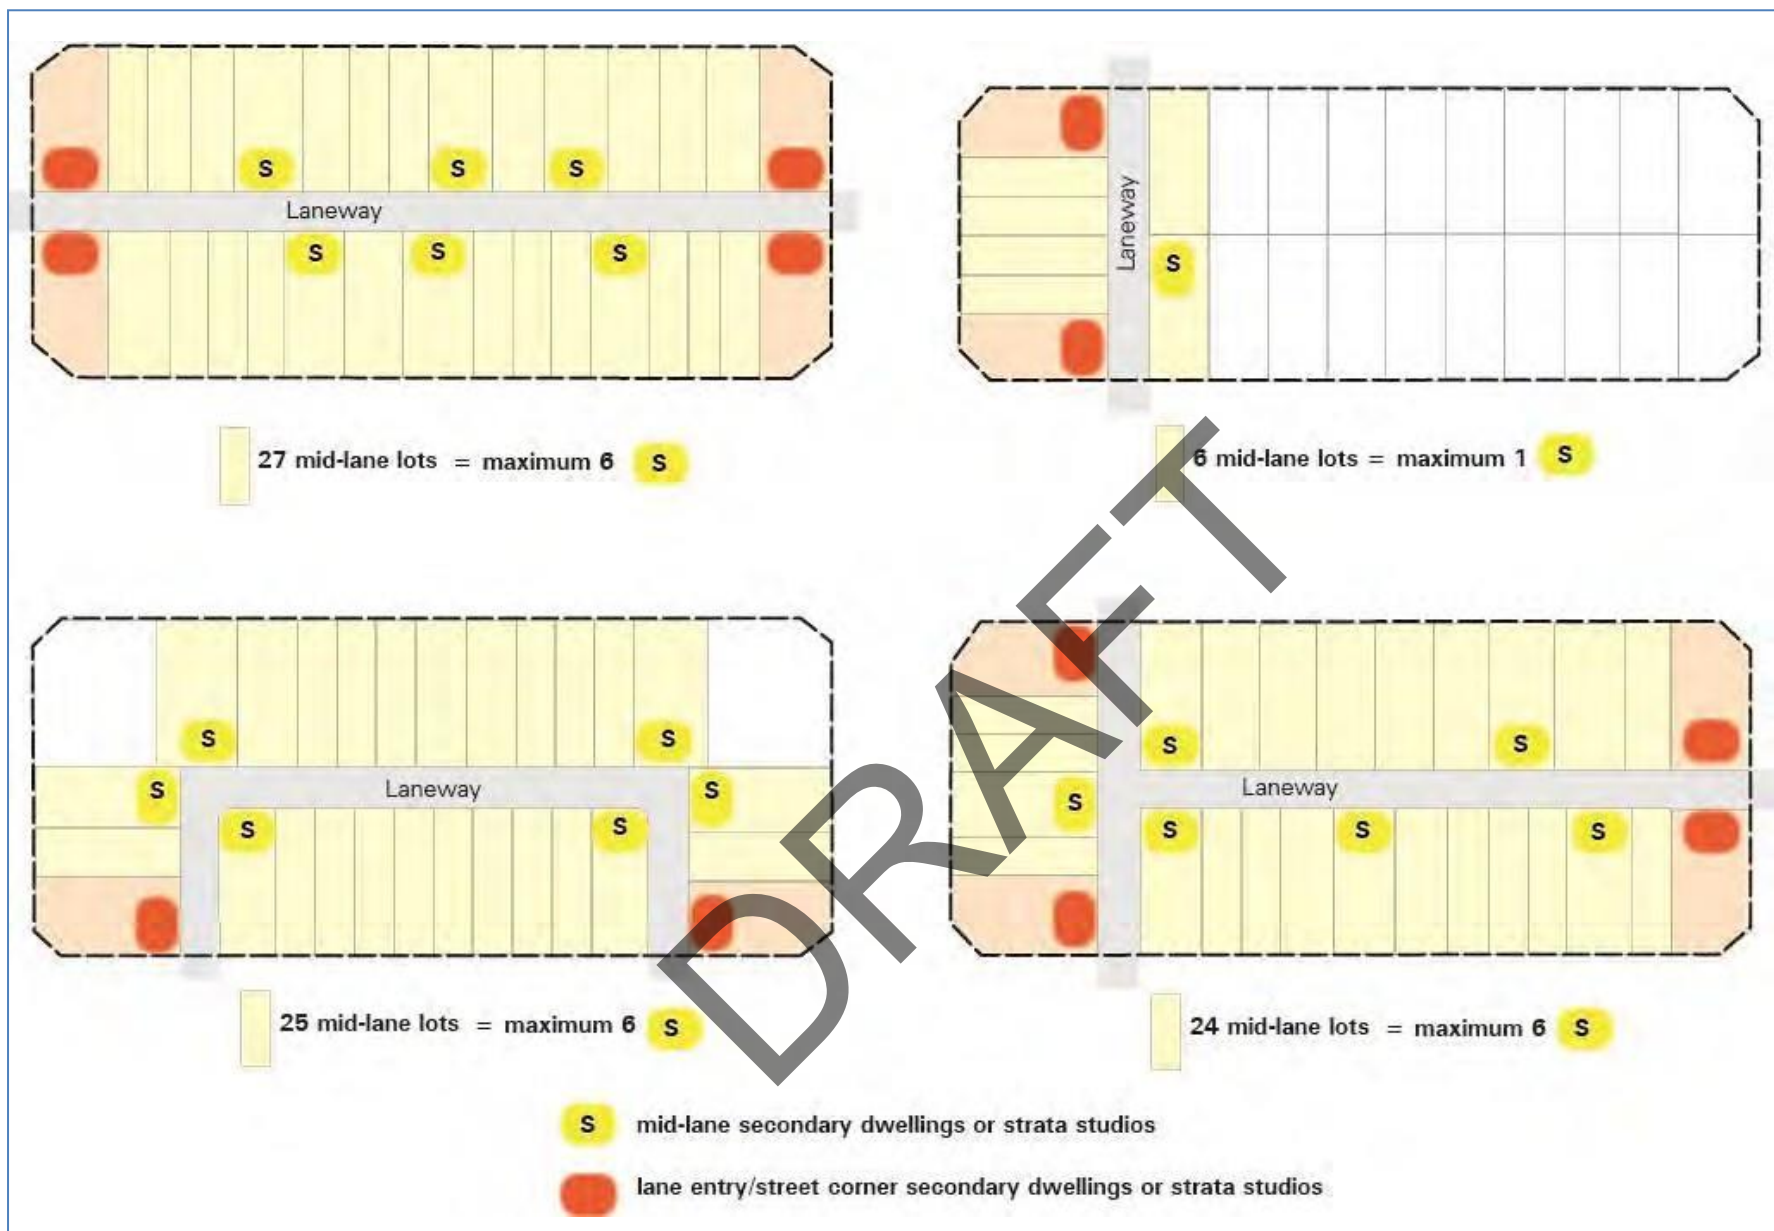 S
S
S
Laneway
S
S
S
27 mid-lane lots = maximum 6 S
Laneway
S
6 mid-lane lots = maximum 1 S
S
S
S
Laneway
S
S
S
25 mid-lane lots = maximum 6 S
S
S
S
Laneway
S
S
S
24 mid-lane lots = maximum 6 S
DRAFT
S mid-lane secondary dwellings or strata studios
lane entry/street corner secondary dwellings or strata studios